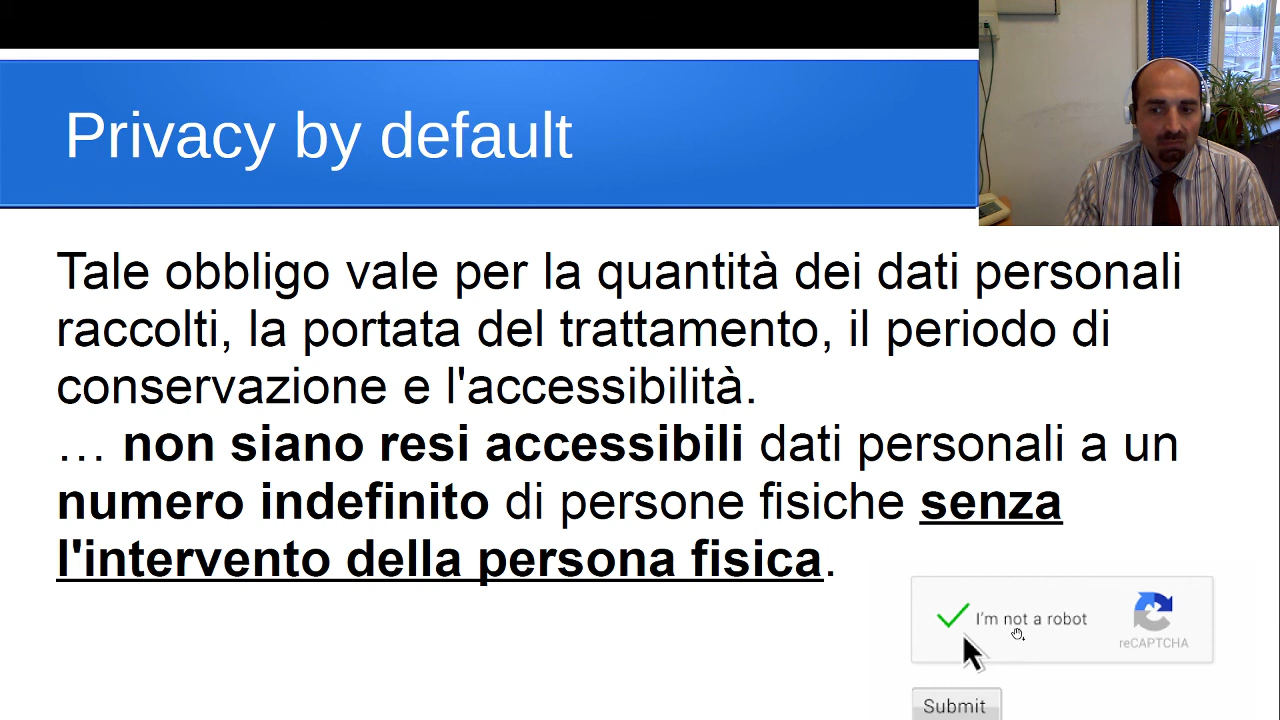 Privacy by default
Tale obbligo vale per la quantità dei dati personali
raccolti, la portata del trattamento, il periodo di
conservazione e l'accessibilità.
… non siano resi accessibili dati personali a un
numero indefinito di persone fisiche senza
l'intervento della persona fisica.
I'm not a robot
reCAPTCHA
Submit